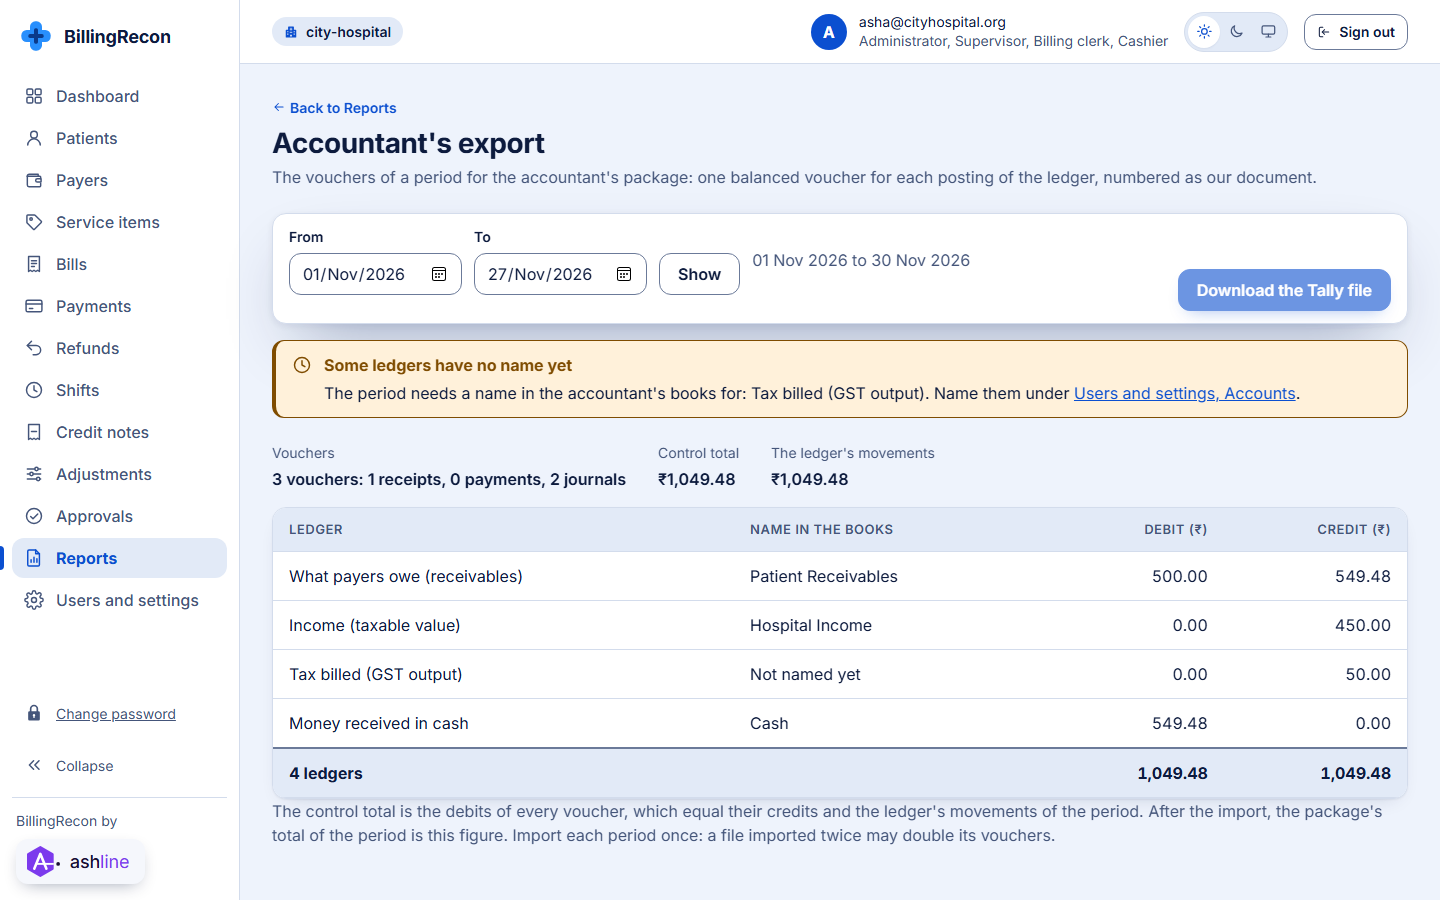 BillingRecon
city-hospital
A
asha@cityhospital.org
Administrator, Supervisor, Billing clerk, Cashier
Sign out
Dashboard
Patients
Payers
Service items
Bills
Payments
Refunds
Shifts
Credit notes
Adjustments
Approvals
Reports
Users and settings
Change password
Collapse
BillingRecon by
A ashline
Back to Reports
Accountant's export
The vouchers of a period for the accountant's package: one balanced voucher for each posting of the ledger, numbered as our document.
From To
01/Nov/2026 27/Nov/2026 Show 01 Nov 2026 to 30 Nov 2026
Download the Tally file
Some ledgers have no name yet
The period needs a name in the accountant's books for: Tax billed (GST output). Name them under Users and settings, Accounts.
Vouchers Control total The ledger's movements
3 vouchers: 1 receipts, 0 payments, 2 journals ₹1,049.48 ₹1,049.48
LEDGER NAME IN THE BOOKS DEBIT (₹) CREDIT (₹)
What payers owe (receivables) Patient Receivables 500.00 549.48
Income (taxable value) Hospital Income 0.00 450.00
Tax billed (GST output) Not named yet 0.00 50.00
Money received in cash Cash 549.48 0.00
4 ledgers 1,049.48 1,049.48
The control total is the debits of every voucher, which equal their credits and the ledger's movements of the period. After the import, the package's
total of the period is this figure. Import each period once: a file imported twice may double its vouchers.